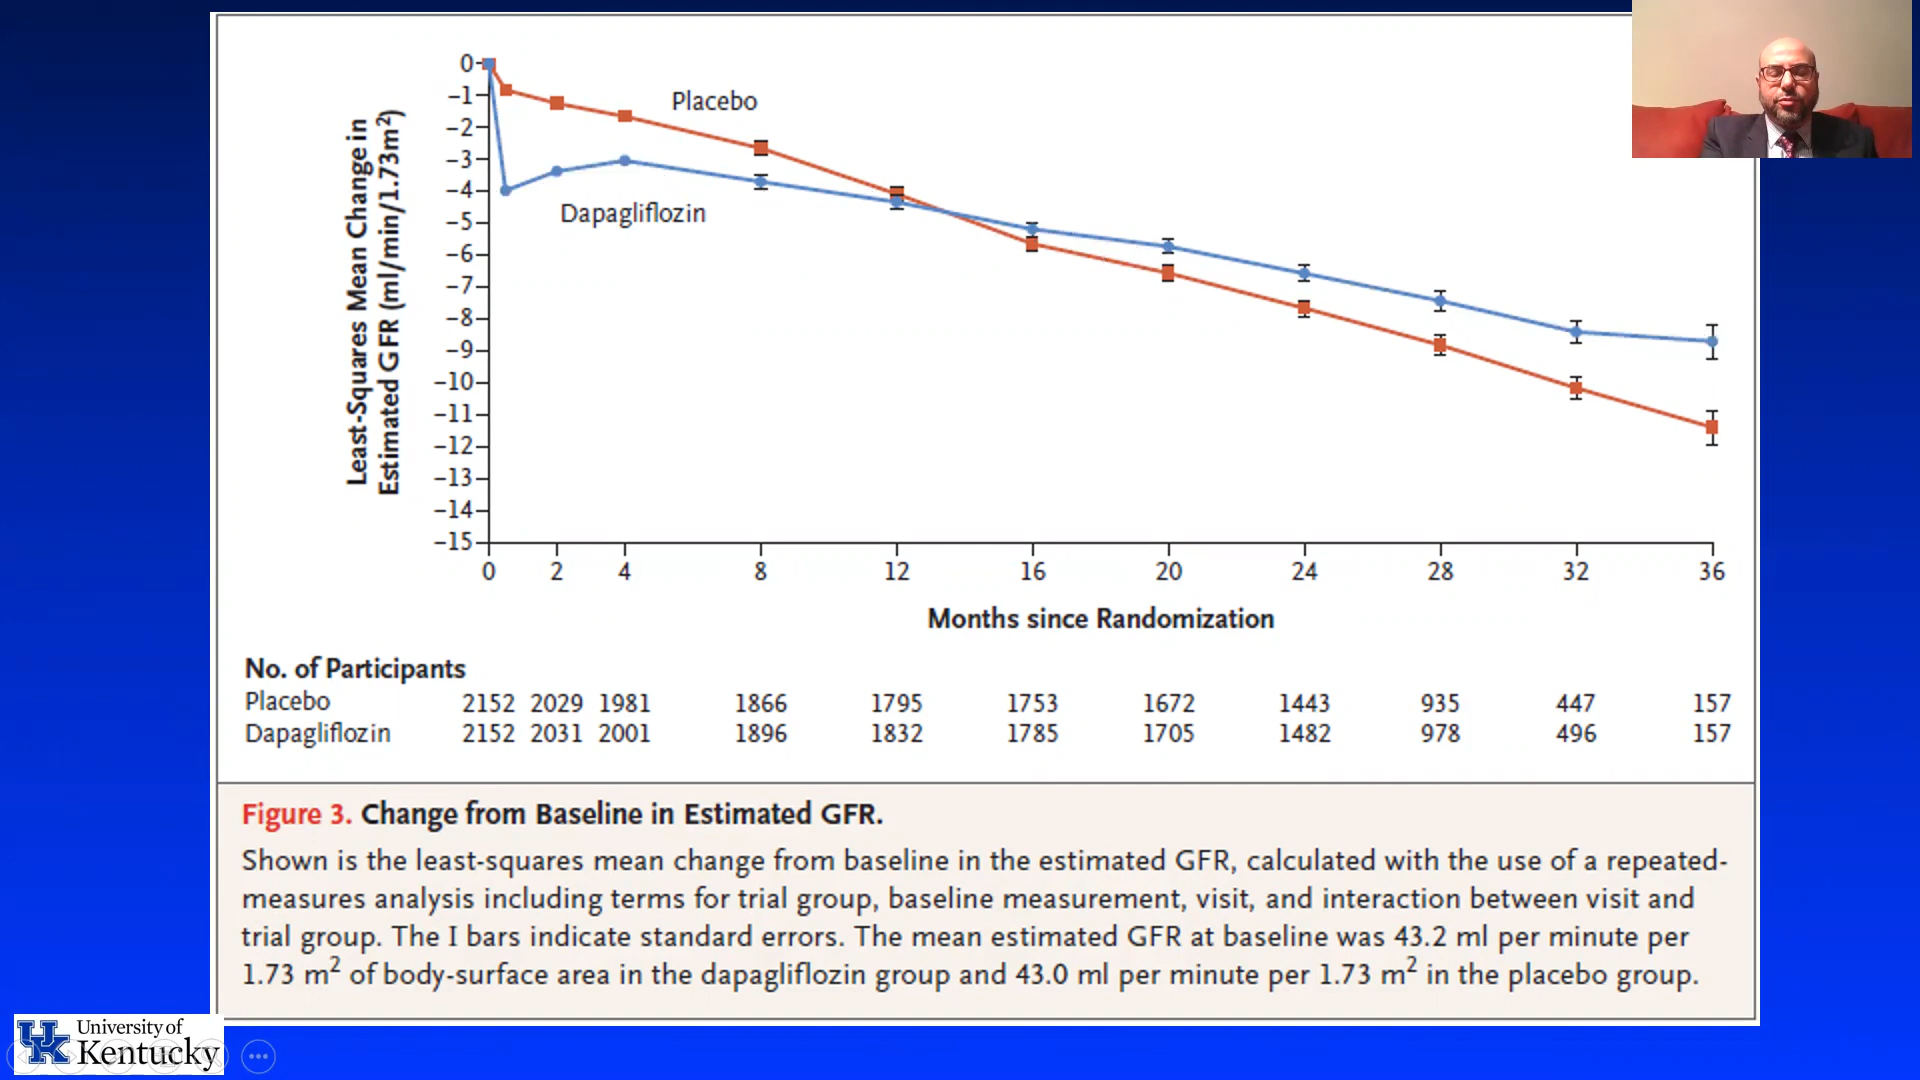 0
−1
−2
−3
−4
−5
−6
−7
−8
−9
−10
−11
−12
−13
−14
−15
Least-Squares Mean Change in
Estimated GFR (ml/min/1.73m²)
Placebo
Dapagliflozin
0 2 4 8 12 16 20 24 28 32 36
Months since Randomization
No. of Participants
Placebo 2152 2029 1981 1866 1795 1753 1672 1443 935 447 157
Dapagliflozin 2152 2031 2001 1896 1832 1785 1705 1482 978 496 157
Figure 3. Change from Baseline in Estimated GFR.
Shown is the least-squares mean change from baseline in the estimated GFR, calculated with the use of a repeated-
measures analysis including terms for trial group, baseline measurement, visit, and interaction between visit and
trial group. The I bars indicate standard errors. The mean estimated GFR at baseline was 43.2 ml per minute per
1.73 m² of body-surface area in the dapagliflozin group and 43.0 ml per minute per 1.73 m² in the placebo group.
UK University of
Kentucky